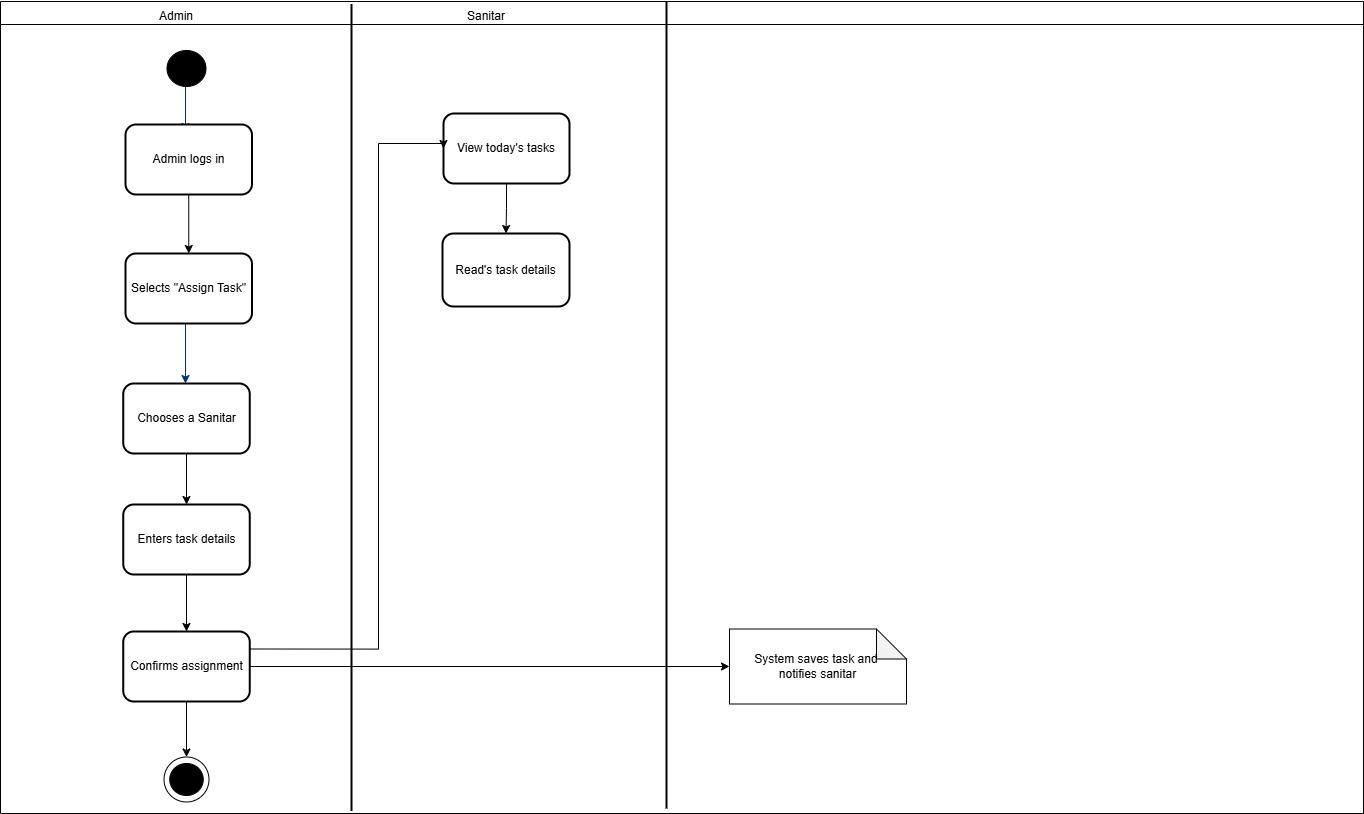 Admin
Sanitar
Admin logs in
Selects "Assign Task"
Chooses a Sanitar
Enters task details
Confirms assignment
View today's tasks
Read's task details
System saves task and
notifies sanitar